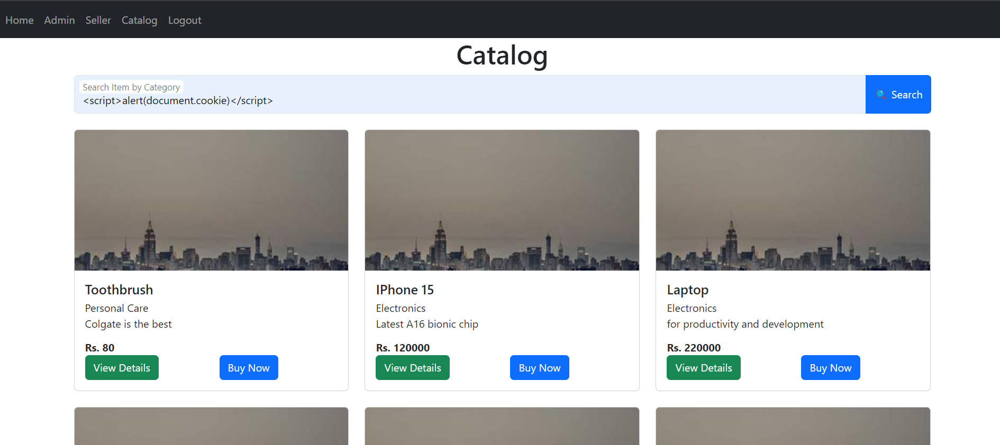 Home Admin Seller Catalog Logout
Catalog
Search Item by Category
<script>alert(document.cookie)</script>
Search
Toothbrush
Personal Care
Colgate is the best
Rs. 80
View Details Buy Now
IPhone 15
Electronics
Latest A16 bionic chip
Rs. 120000
View Details Buy Now
Laptop
Electronics
for productivity and development
Rs. 220000
View Details Buy Now